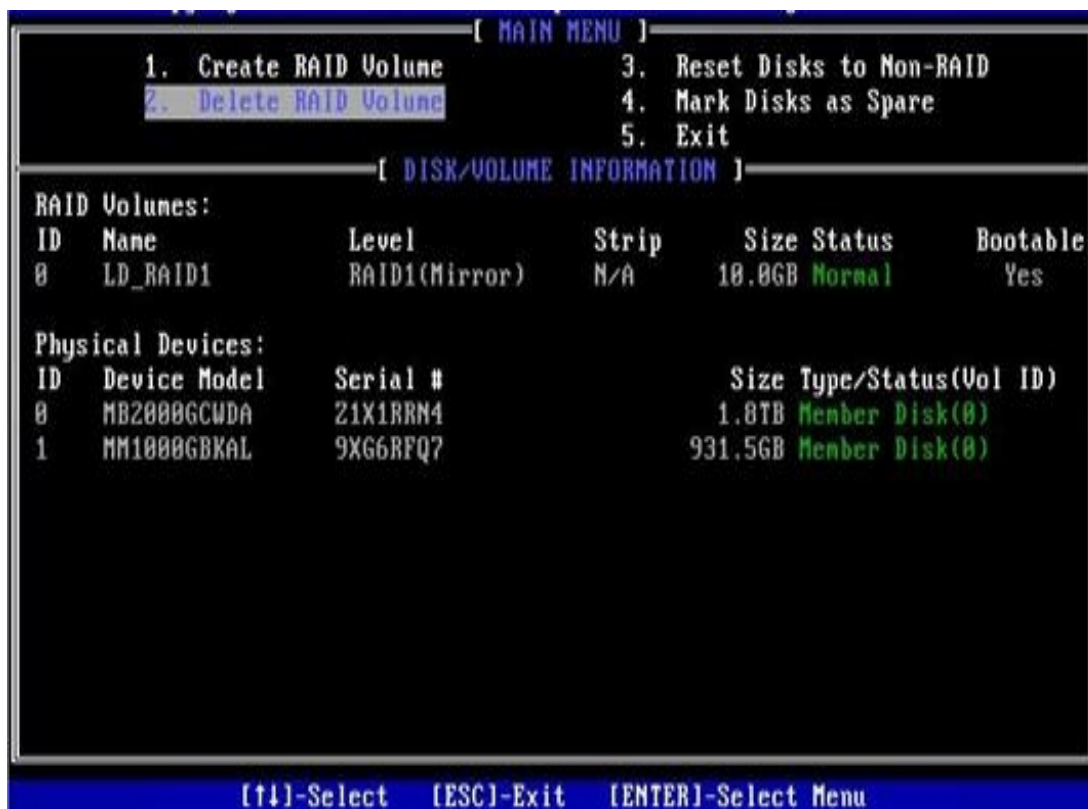 [ MAIN MENU ]
1. Create RAID Volume 3. Reset Disks to Non-RAID
2. Delete RAID Volume 4. Mark Disks as Spare
5. Exit
[ DISK/VOLUME INFORMATION ]
RAID Volumes:
ID Name Level Strip Size Status Bootable
0 LD_RAID1 RAID1(Mirror) N/A 10.0GB Normal Yes
Physical Devices:
ID Device Model Serial # Size Type/Status(Vol ID)
0 MB2000GCWDA Z1X1RRN4 1.8TB Member Disk(0)
1 MM1000GBKAL 9XG6RFQ7 931.5GB Member Disk(0)
[↑↓]-Select [ESC]-Exit [ENTER]-Select Menu